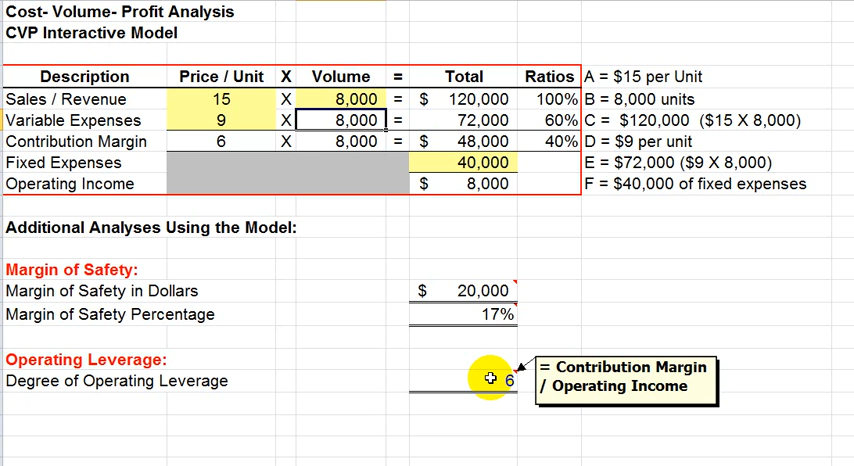 Cost- Volume- Profit Analysis
CVP Interactive Model
Description Price / Unit X Volume = Total Ratios A = $15 per Unit
Sales / Revenue 15 X 8,000 = $ 120,000 100% B = 8,000 units
Variable Expenses 9 X 8,000 = 72,000 60% C = $120,000 ($15 X 8,000)
Contribution Margin 6 X 8,000 = $ 48,000 40% D = $9 per unit
Fixed Expenses 40,000 E = $72,000 ($9 X 8,000)
Operating Income $ 8,000 F = $40,000 of fixed expenses
Additional Analyses Using the Model:
Margin of Safety:
Margin of Safety in Dollars $ 20,000
Margin of Safety Percentage 17%
Operating Leverage:
Degree of Operating Leverage 6
= Contribution Margin
/ Operating Income